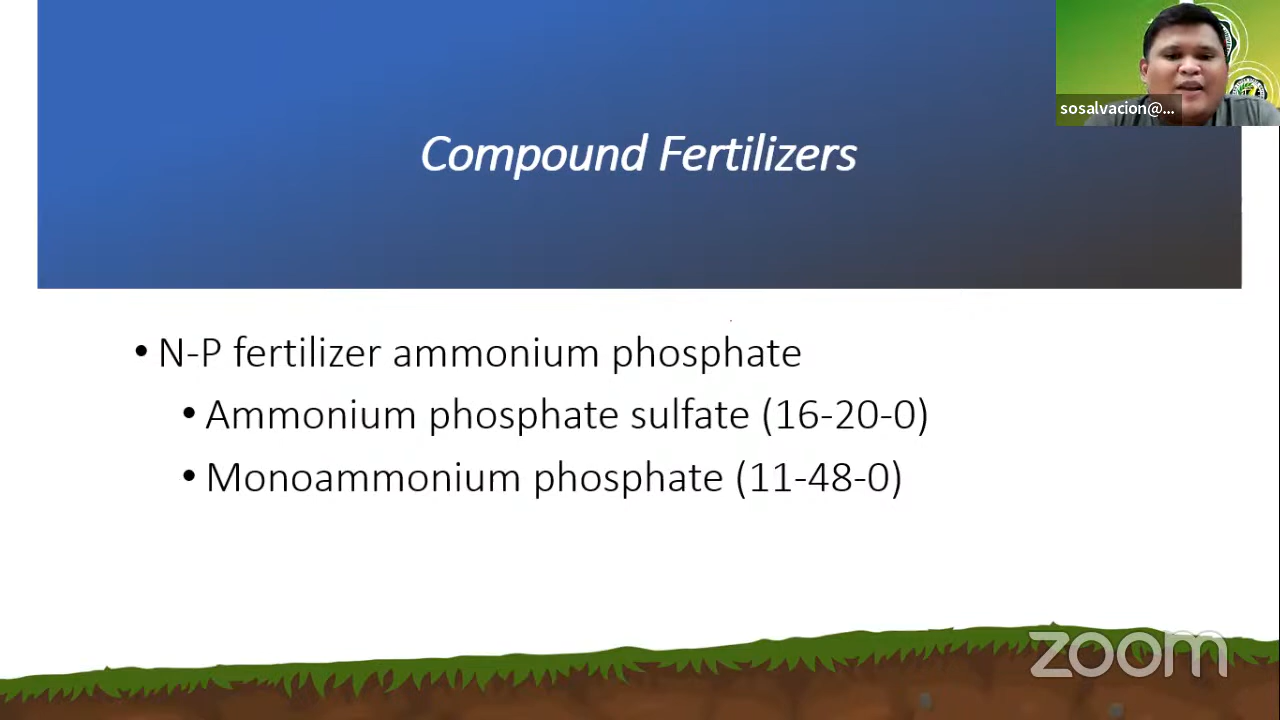 Compound Fertilizers
sosalvacion@...
• N-P fertilizer ammonium phosphate
• Ammonium phosphate sulfate (16-20-0)
• Monoammonium phosphate (11-48-0)
zoom